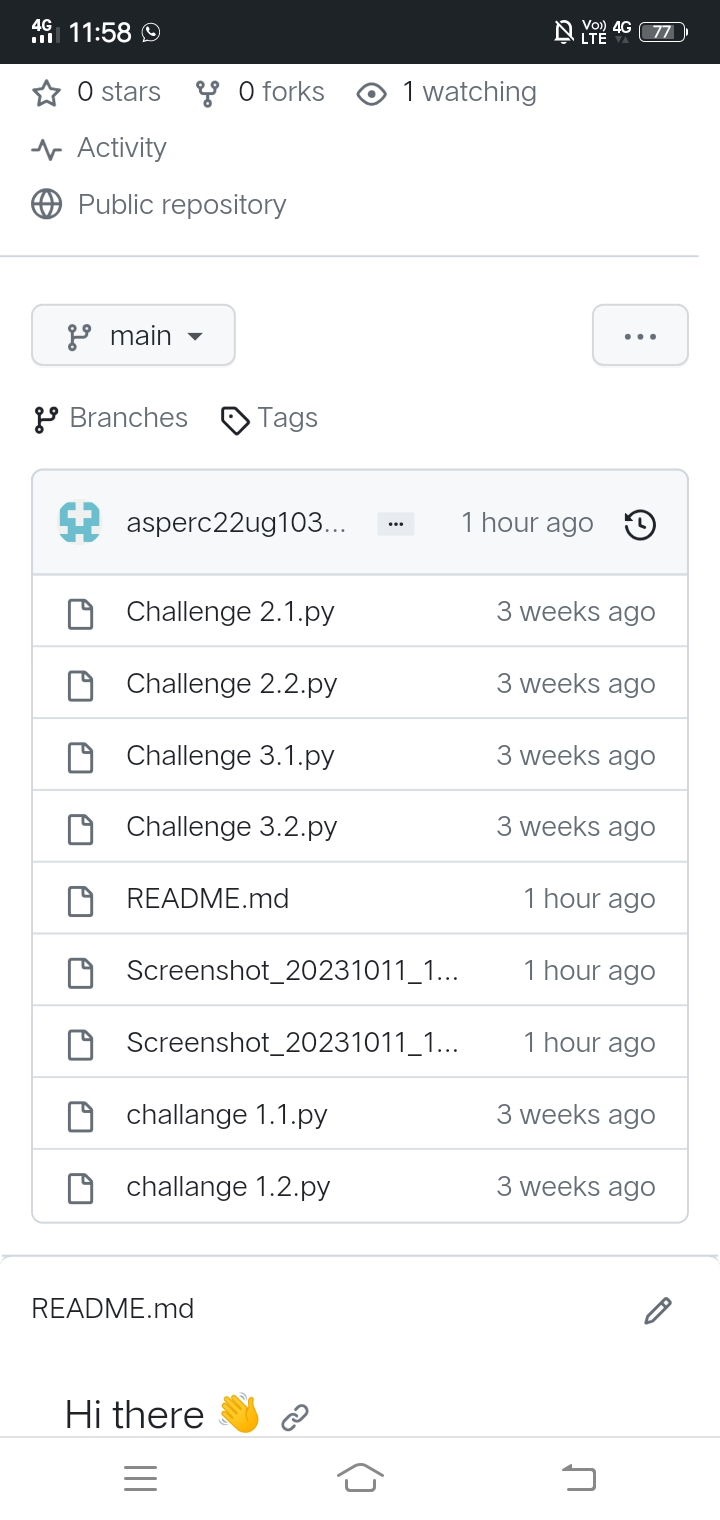 4G 11:58 Vo)) LTE 4G 77
0 stars 0 forks 1 watching
Activity
Public repository
main ...
Branches Tags
asperc22ug103... ... 1 hour ago
Challenge 2.1.py 3 weeks ago
Challenge 2.2.py 3 weeks ago
Challenge 3.1.py 3 weeks ago
Challenge 3.2.py 3 weeks ago
README.md 1 hour ago
Screenshot_20231011_1... 1 hour ago
Screenshot_20231011_1... 1 hour ago
challange 1.1.py 3 weeks ago
challange 1.2.py 3 weeks ago
README.md
Hi there 👋